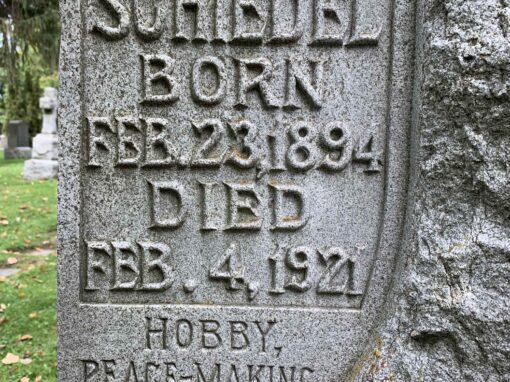 SCHIEDEL
BORN
FEB. 23, 1894
DIED
FEB. 4, 1921
HOBBY,
PEACE-MAKING